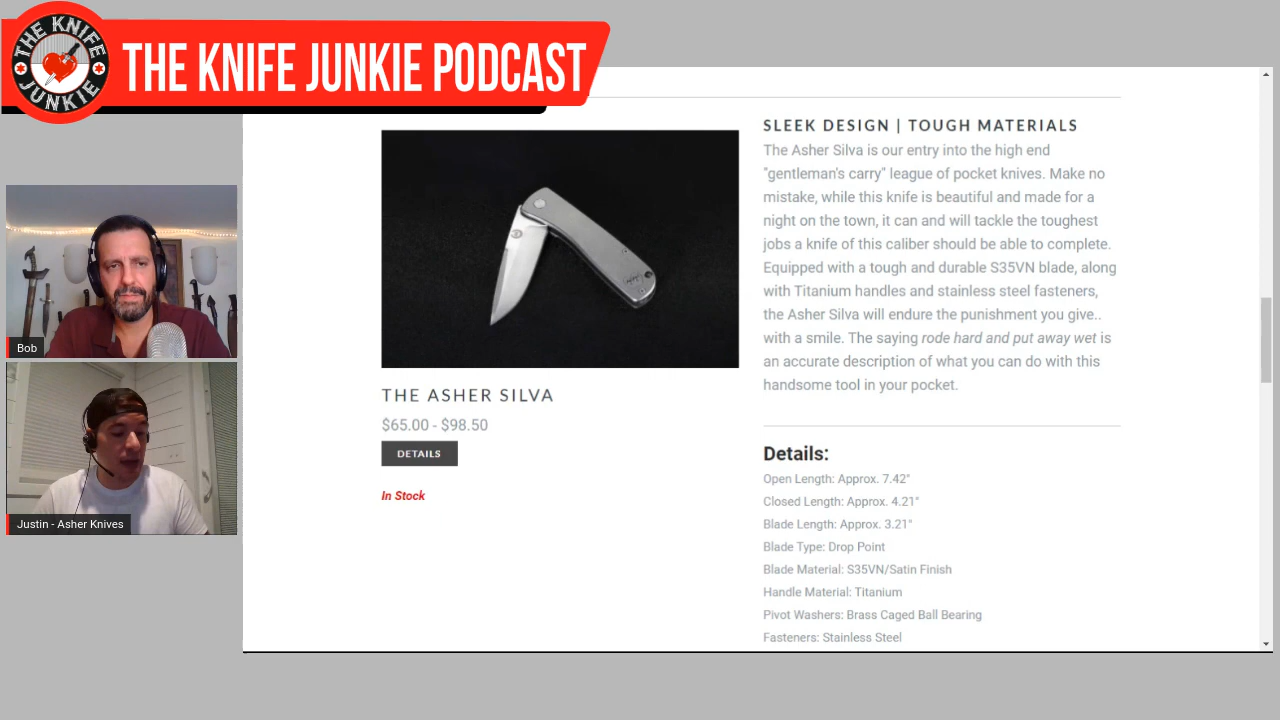 THE KNIFE
JUNKIE
THE KNIFE JUNKIE PODCAST
Bob
Justin - Asher Knives
THE ASHER SILVA
$65.00 - $98.50
DETAILS
In Stock
SLEEK DESIGN | TOUGH MATERIALS
The Asher Silva is our entry into the high end
"gentleman's carry" league of pocket knives. Make no
mistake, while this knife is beautiful and made for a
night on the town, it can and will tackle the toughest
jobs a knife of this caliber should be able to complete.
Equipped with a tough and durable S35VN blade, along
with Titanium handles and stainless steel fasteners,
the Asher Silva will endure the punishment you give..
with a smile. The saying rode hard and put away wet is
an accurate description of what you can do with this
handsome tool in your pocket.
Details:
Open Length: Approx. 7.42"
Closed Length: Approx. 4.21"
Blade Length: Approx. 3.21"
Blade Type: Drop Point
Blade Material: S35VN/Satin Finish
Handle Material: Titanium
Pivot Washers: Brass Caged Ball Bearing
Fasteners: Stainless Steel